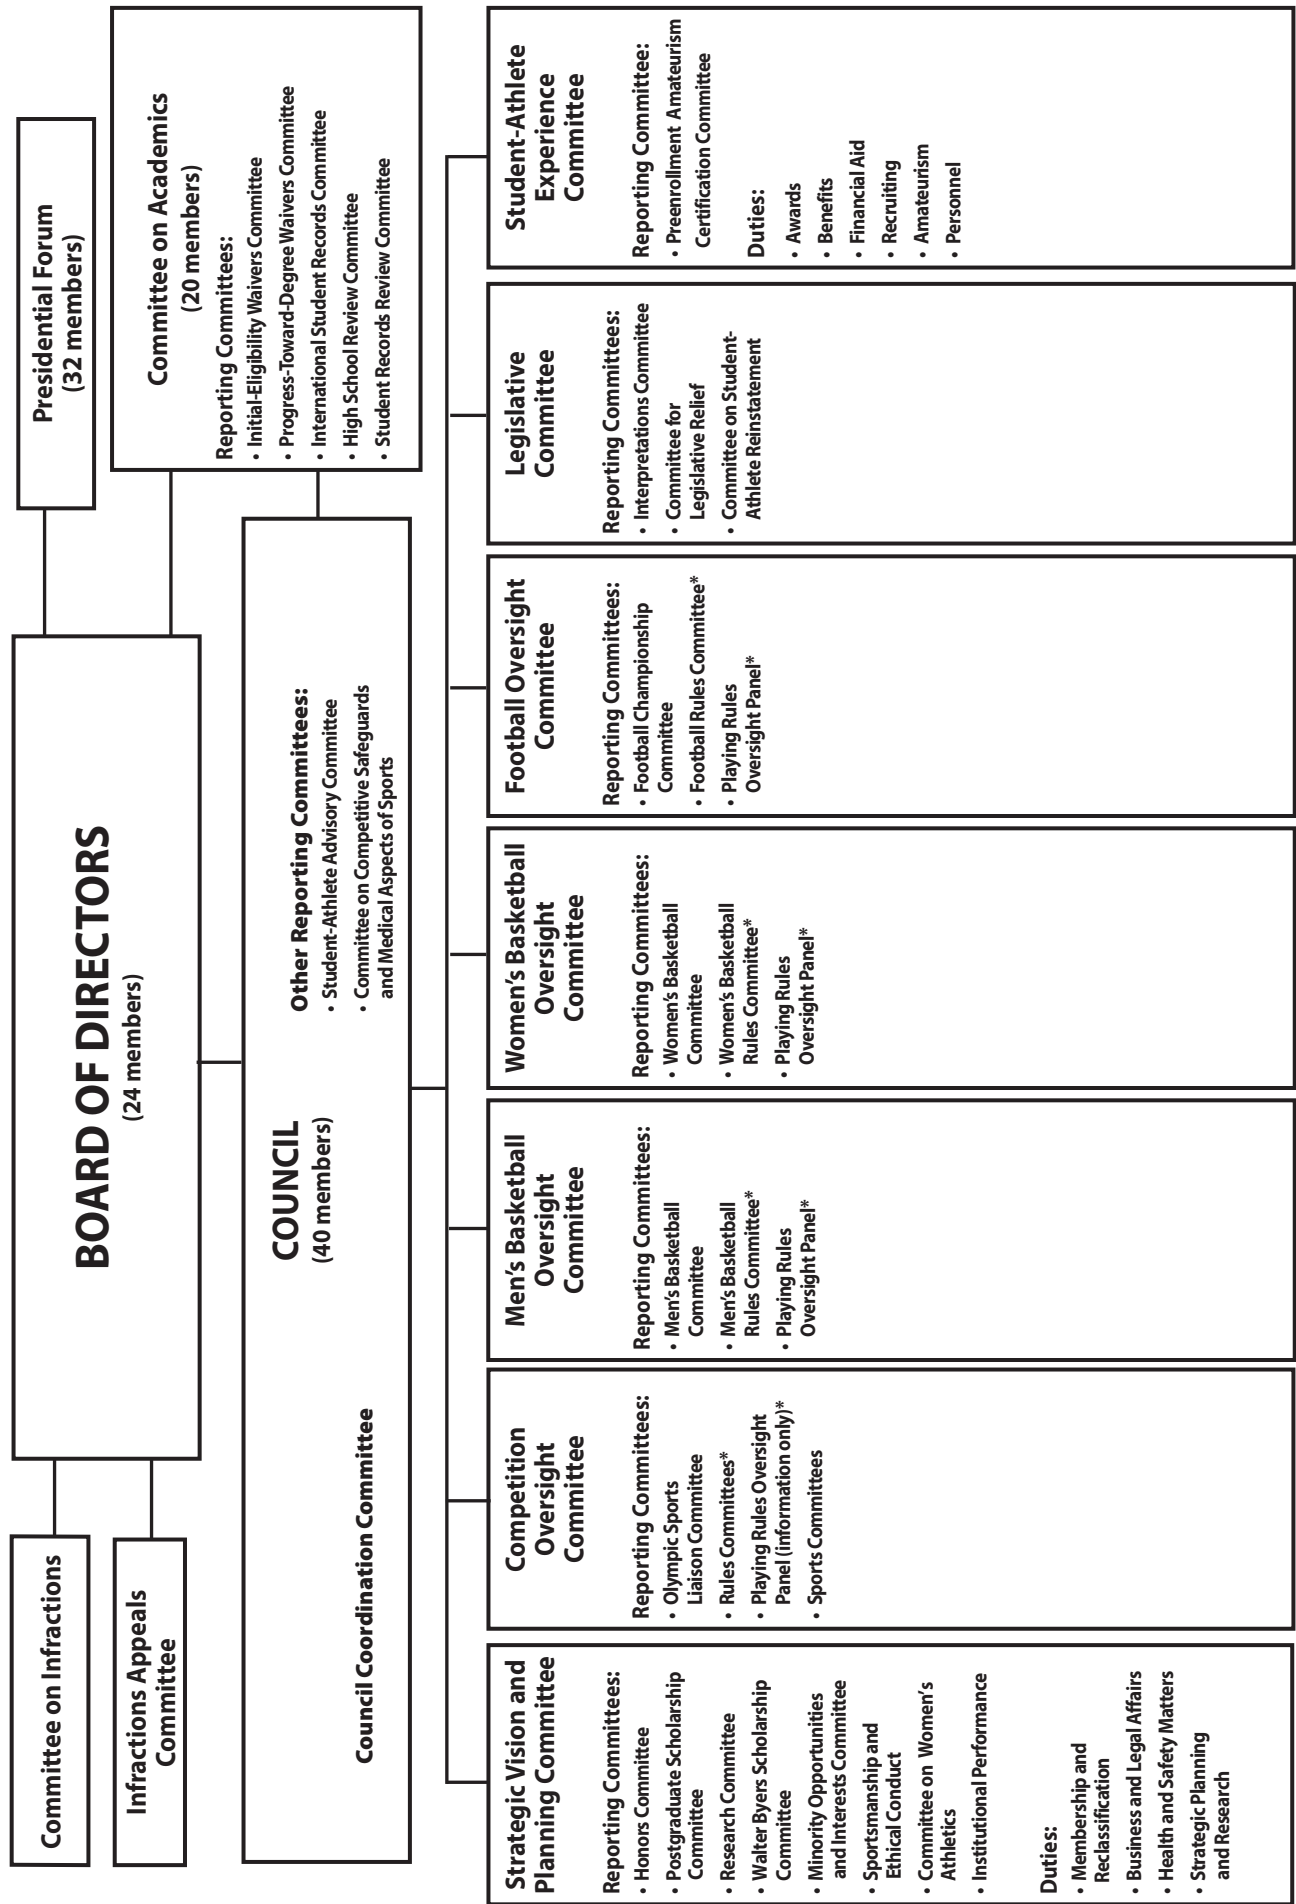 Committee on Infractions
Infractions Appeals
Committee
BOARD OF DIRECTORS
(24 members)
Presidential Forum
(32 members)
Committee on Academics
(20 members)
Reporting Committees:
• Initial-Eligibility Waivers Committee
• Progress-Toward-Degree Waivers Committee
• International Student Records Committee
• High School Review Committee
• Student Records Review Committee
COUNCIL
(40 members)
Council Coordination Committee
Other Reporting Committees:
• Student-Athlete Advisory Committee
• Committee on Competitive Safeguards
and Medical Aspects of Sports
Strategic Vision and
Planning Committee
Reporting Committees:
• Honors Committee
• Postgraduate Scholarship
Committee
• Research Committee
• Walter Byers Scholarship
Committee
• Minority Opportunities
and Interests Committee
• Sportsmanship and
Ethical Conduct
• Committee on Women's
Athletics
• Institutional Performance
Duties:
• Membership and
Reclassification
• Business and Legal Affairs
• Health and Safety Matters
• Strategic Planning
and Research
Competition
Oversight
Committee
Reporting Committees:
• Olympic Sports
Liaison Committee
• Rules Committees*
• Playing Rules Oversight
Panel (information only)*
• Sports Committees
Men's Basketball
Oversight
Committee
Reporting Committees:
• Men's Basketball
Committee
• Men's Basketball
Rules Committee*
• Playing Rules
Oversight Panel*
Women's Basketball
Oversight
Committee
Reporting Committees:
• Women's Basketball
Committee
• Women's Basketball
Rules Committee*
• Playing Rules
Oversight Panel*
Football Oversight
Committee
Reporting Committees:
• Football Championship
Committee
• Football Rules Committee*
• Playing Rules
Oversight Panel*
Legislative
Committee
Reporting Committees:
• Interpretations Committee
• Committee for
Legislative Relief
• Committee on Student-
Athlete Reinstatement
Student-Athlete
Experience
Committee
Reporting Committee:
• Preenrollment Amateurism
Certification Committee
Duties:
• Awards
• Benefits
• Financial Aid
• Recruiting
• Amateurism
• Personnel